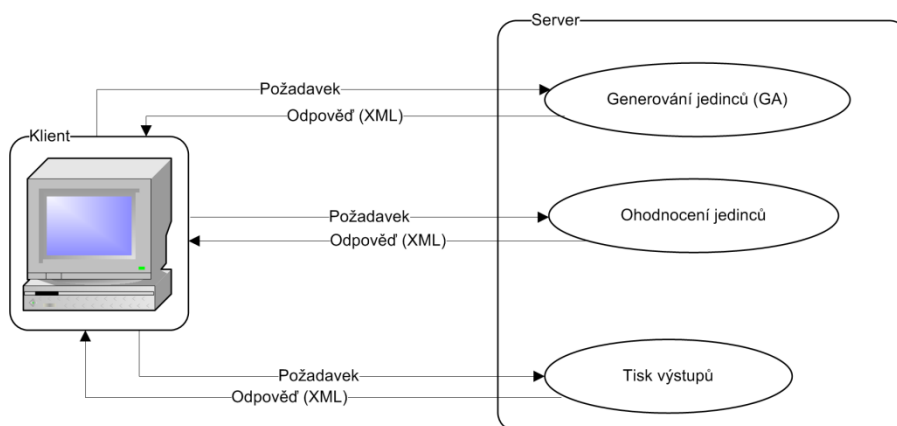 Server
Požadavek
Generování jedinců (GA)
Odpověď (XML)
Klient
Požadavek
Ohodnocení jedinců
Odpověď (XML)
Požadavek
Tisk výstupů
Odpověď (XML)